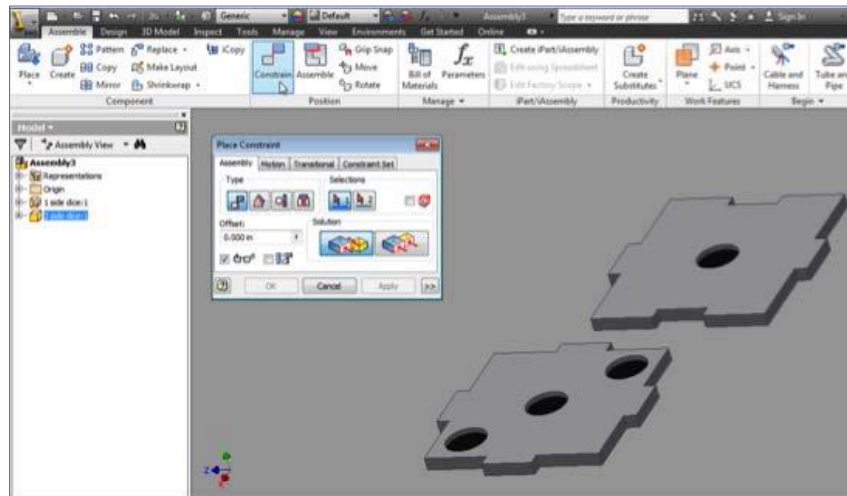 Generic Default Assembly3 Type a keyword or phrase Sign In
Assemble Design 3D Model Inspect Tools Manage View Environments Get Started Online
Place Create Pattern Copy Mirror Replace Make Layout Shrinkwrap iCopy Constrain Assemble Grip Snap Move Rotate Bill of Materials Parameters Create iPart/iAssembly Edit using Spreadsheet Edit Factory Scope Create Substitutes Plane Axis Point UCS Cable and Harness Tube an Pipe
Component Position Manage iPart/iAssembly Productivity Work Features Begin
Model
Assembly View
Assembly3
Representations
Origin
1 side dice:1
Place Constraint
Assembly Motion Transitional Constraint Set
Type Selections
1 2
Offset: Solution
0.000 in
OK Cancel Apply >>
Z X